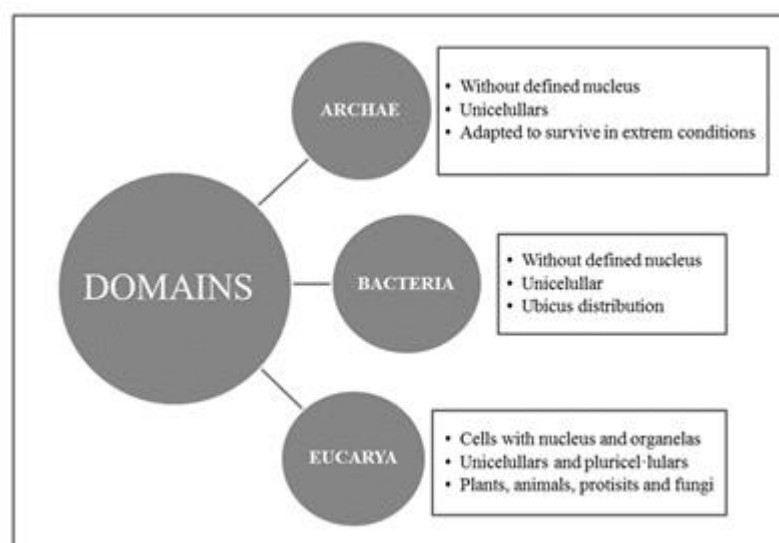 DOMAINS
ARCHAE
• Without defined nucleus
• Unicelullars
• Adapted to survive in extrem conditions
BACTERIA
• Without defined nucleus
• Unicelullar
• Ubicus distribution
EUCARYA
• Cells with nucleus and organelas
• Unicelullars and pluricel-lulars
• Plants, animals, protisits and fungi